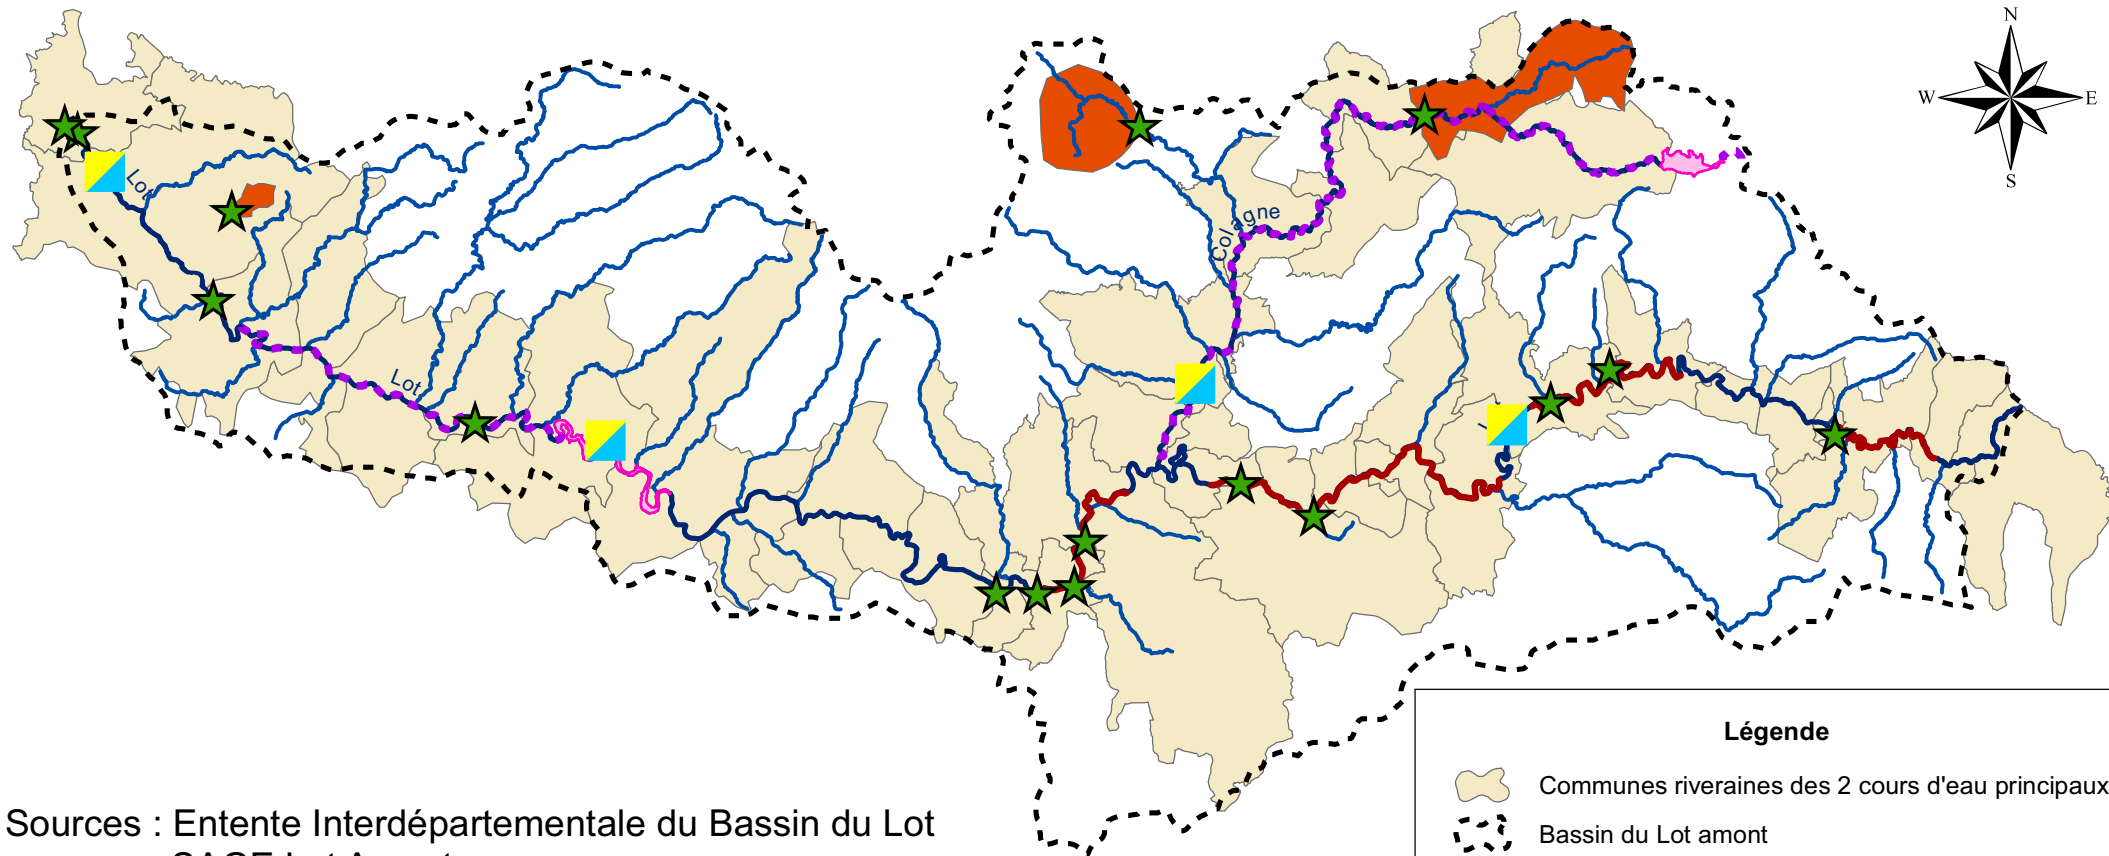 N
W E
S
Lot
Colagne
Lot
Légende
Communes riveraines des 2 cours d'eau principaux
Bassin du Lot amont
Sources : Entente Interdépartementale du Bassin du Lot